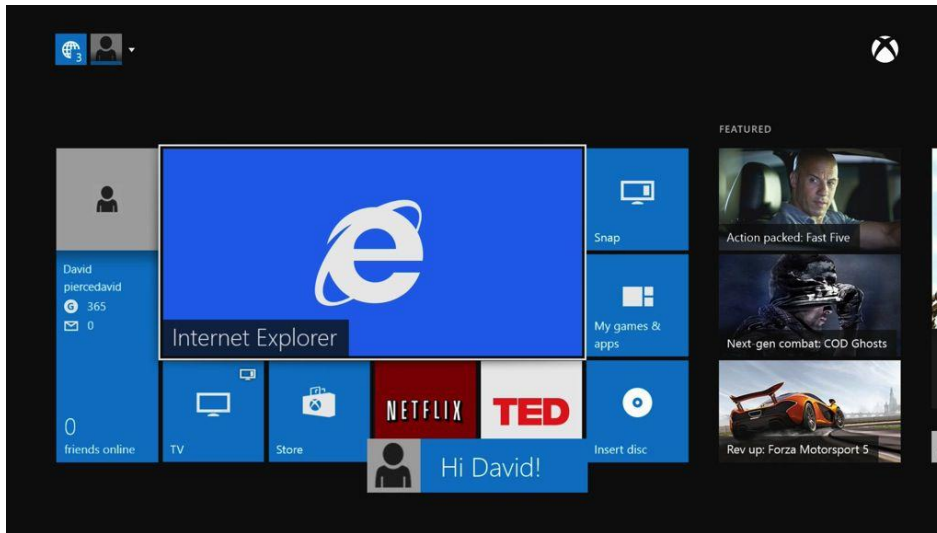 3
FEATURED
David
piercedavid
G 365
0
0
friends online
Internet Explorer
Snap
My games &
apps
TV
Store
NETFLIX
TED
Insert disc
Action packed: Fast Five
Next-gen combat: COD Ghosts
Rev up: Forza Motorsport 5
Hi David!